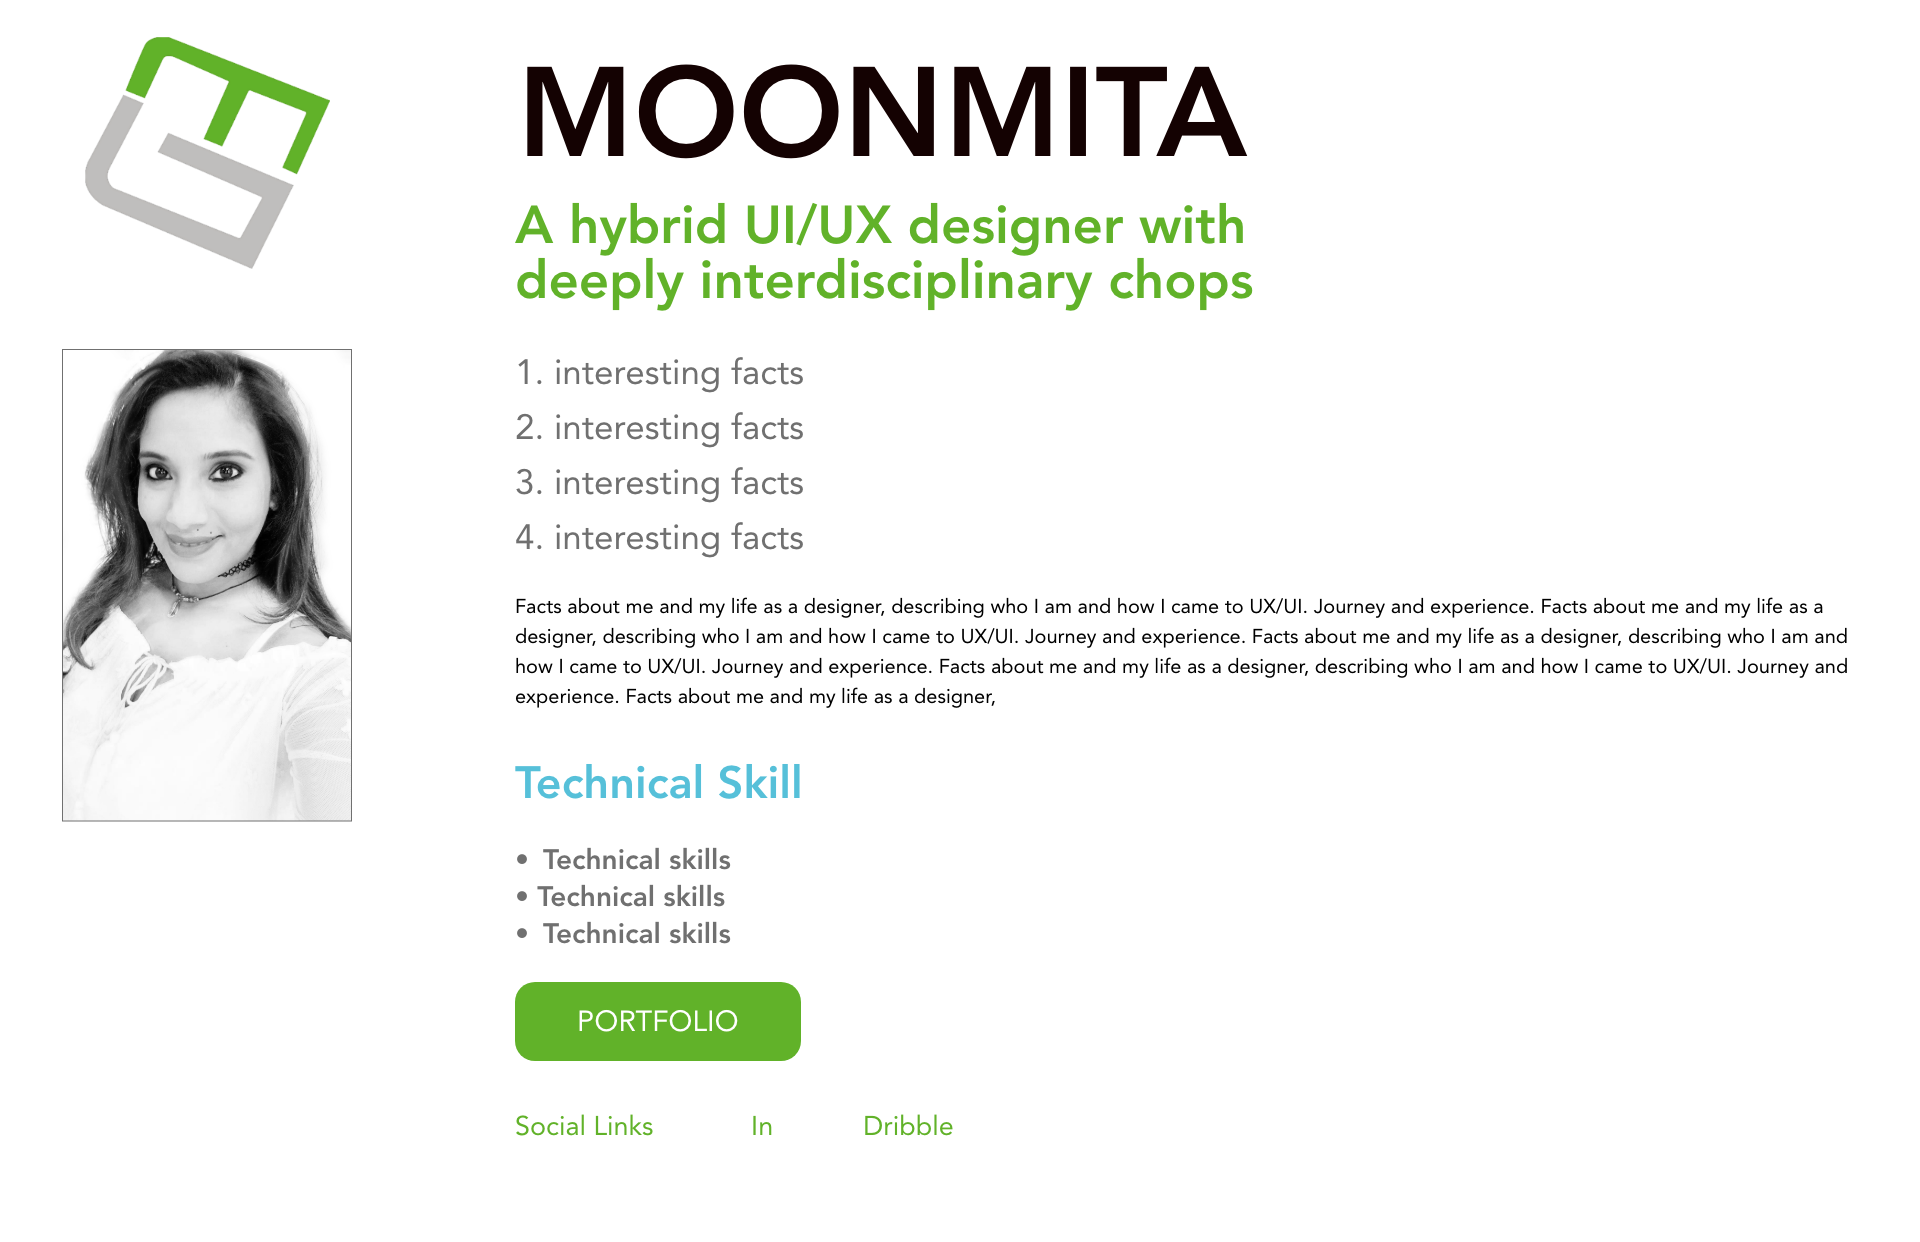 MOONMITA
A hybrid UI/UX designer with
deeply interdisciplinary chops
1. interesting facts
2. interesting facts
3. interesting facts
4. interesting facts
Facts about me and my life as a designer, describing who I am and how I came to UX/UI. Journey and experience. Facts about me and my life as a
designer, describing who I am and how I came to UX/UI. Journey and experience. Facts about me and my life as a designer, describing who I am and
how I came to UX/UI. Journey and experience. Facts about me and my life as a designer, describing who I am and how I came to UX/UI. Journey and
experience. Facts about me and my life as a designer,
Technical Skill
• Technical skills
• Technical skills
• Technical skills
PORTFOLIO
Social Links In Dribble